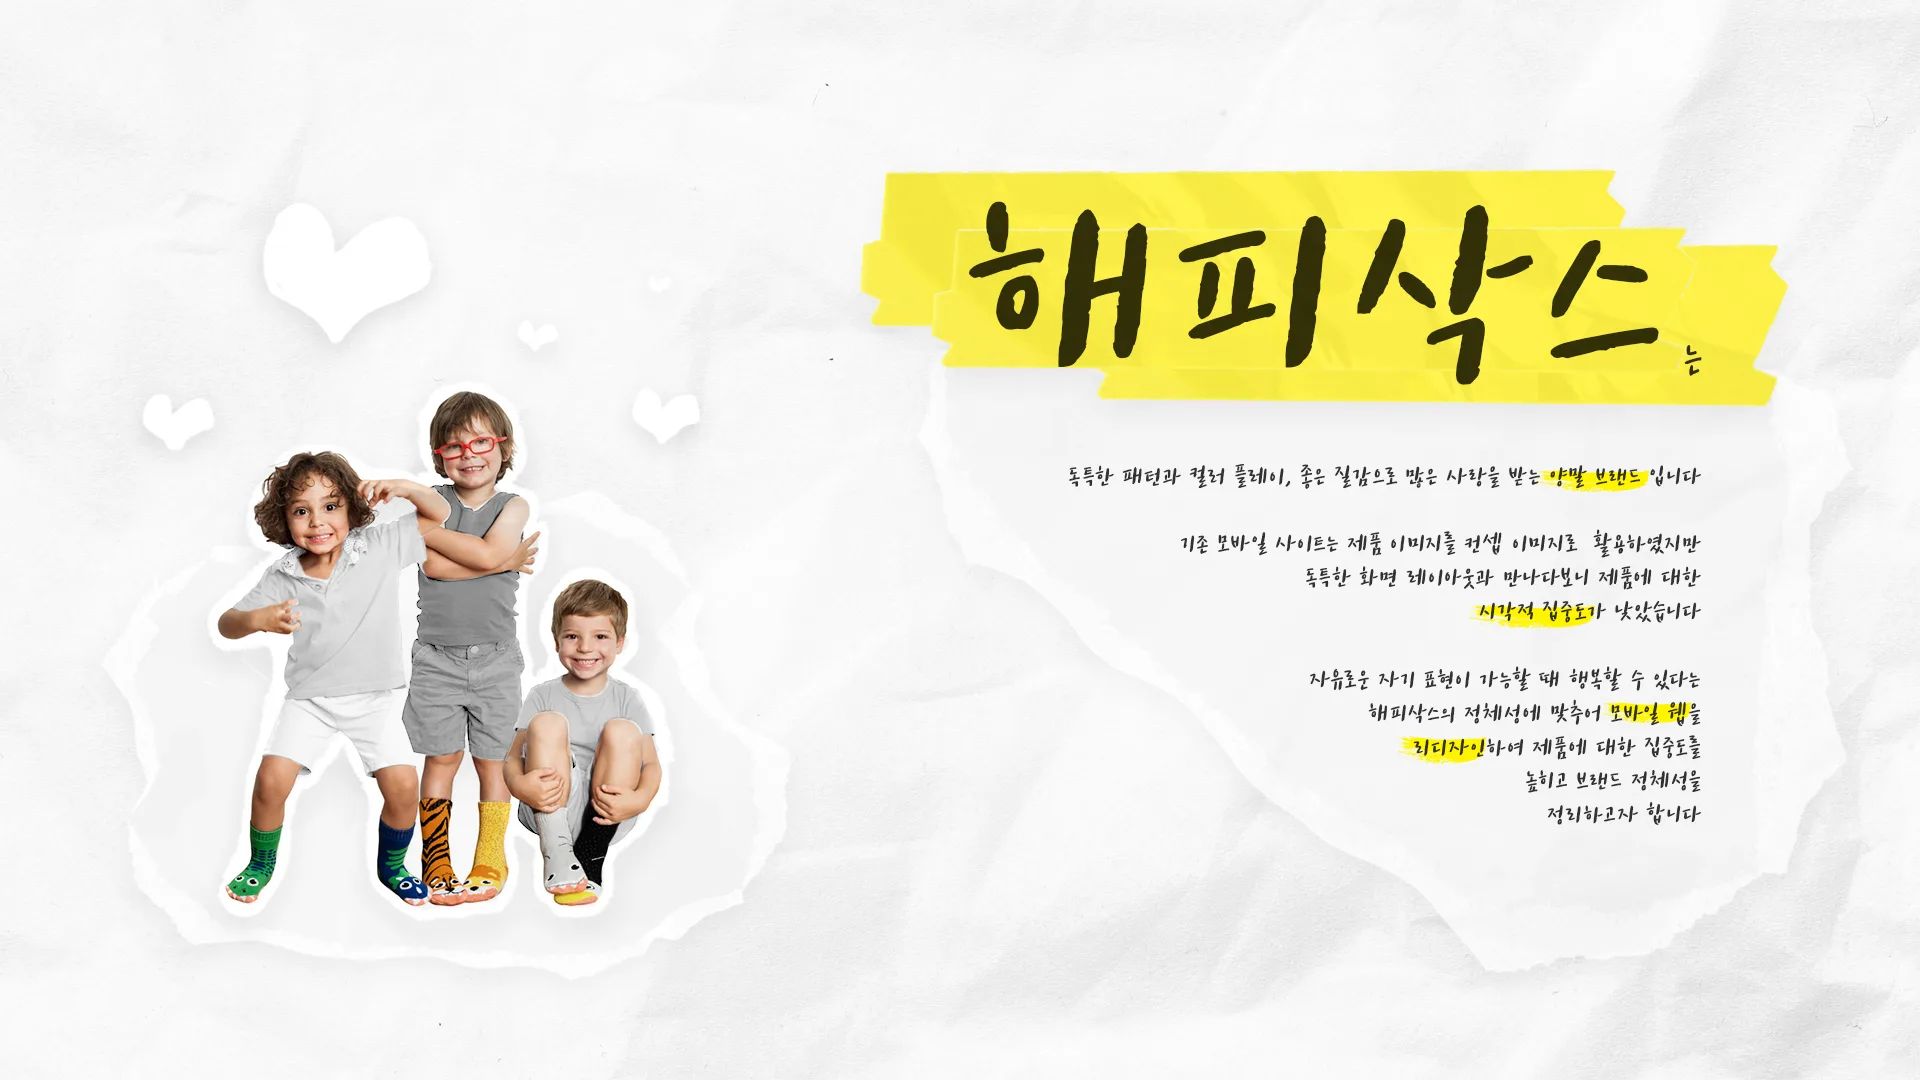 해피삭스는
독특한 패턴과 컬러 플레이, 좋은 질감으로 많은 사랑을 받는 양말 브랜드 입니다
기존 모바일 사이트는 제품 이미지를 컨셉 이미지로 활용하였지만
독특한 화면 레이아웃과 만나다보니 제품에 대한
시각적 집중도가 낮았습니다
자유로운 자기 표현이 가능할 때 행복할 수 있다는
해피삭스의 정체성에 맞추어 모바일 웹을
리디자인하여 제품에 대한 집중도를
높히고 브랜드 정체성을
정리하고자 합니다